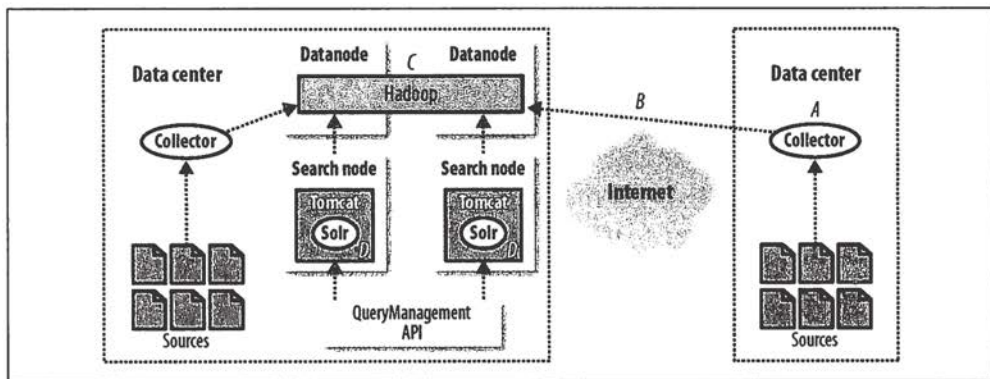 Data center
Datanode
Datanode
C
Hadoop
Collector
Search node
Search node
Tomcat
Solr
D
Tomcat
Solr
D
QueryManagement
API
Sources
B
Internet
Data center
A
Collector
Sources